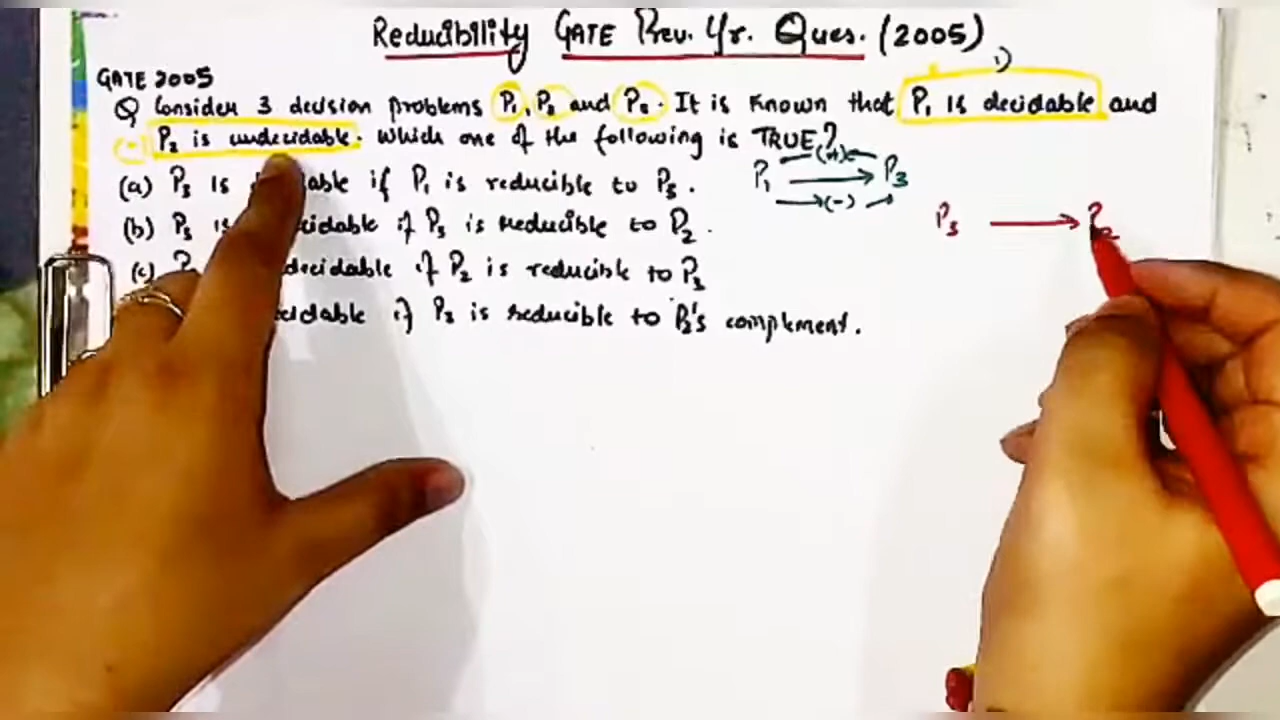 Reducibility GATE Prev. Yr. Ques. (2005)
GATE 2005
Q Consider 3 decision problems P1, P2 and P3. It is known that P1 is decidable and
P2 is undecidable. Which one of the following is TRUE?
(a) P3 is able if P1 is reducible to P3.
(b) P3 is cidable if P3 is reducible to P2.
(c) decidable if P2 is reducible to P3
cidable if P3 is reducible to P2's complement.
P1 → P3
(+)
(-)
P3 → P2
(-)